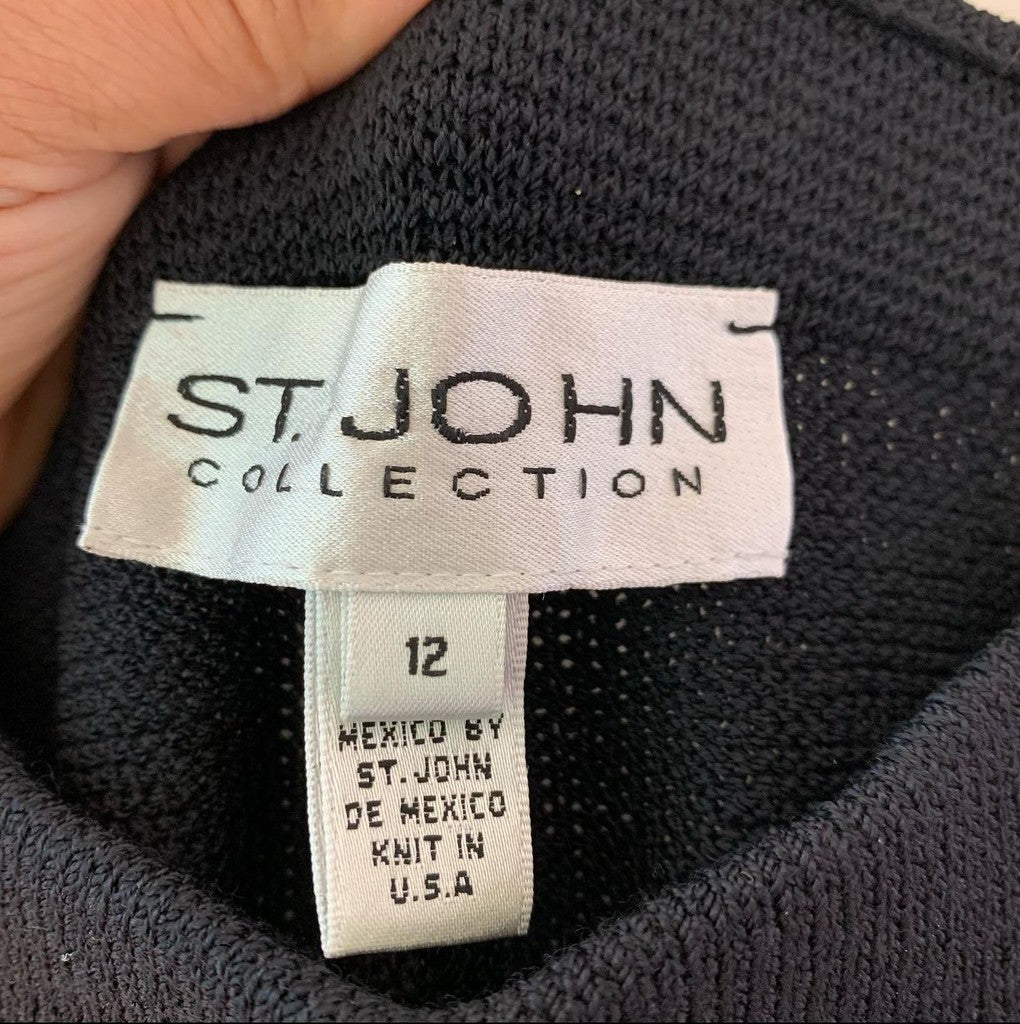 ST. JOHN
COLLECTION
12
MEXICO BY
ST. JOHN
DE MEXICO
KNIT IN
U.S.A